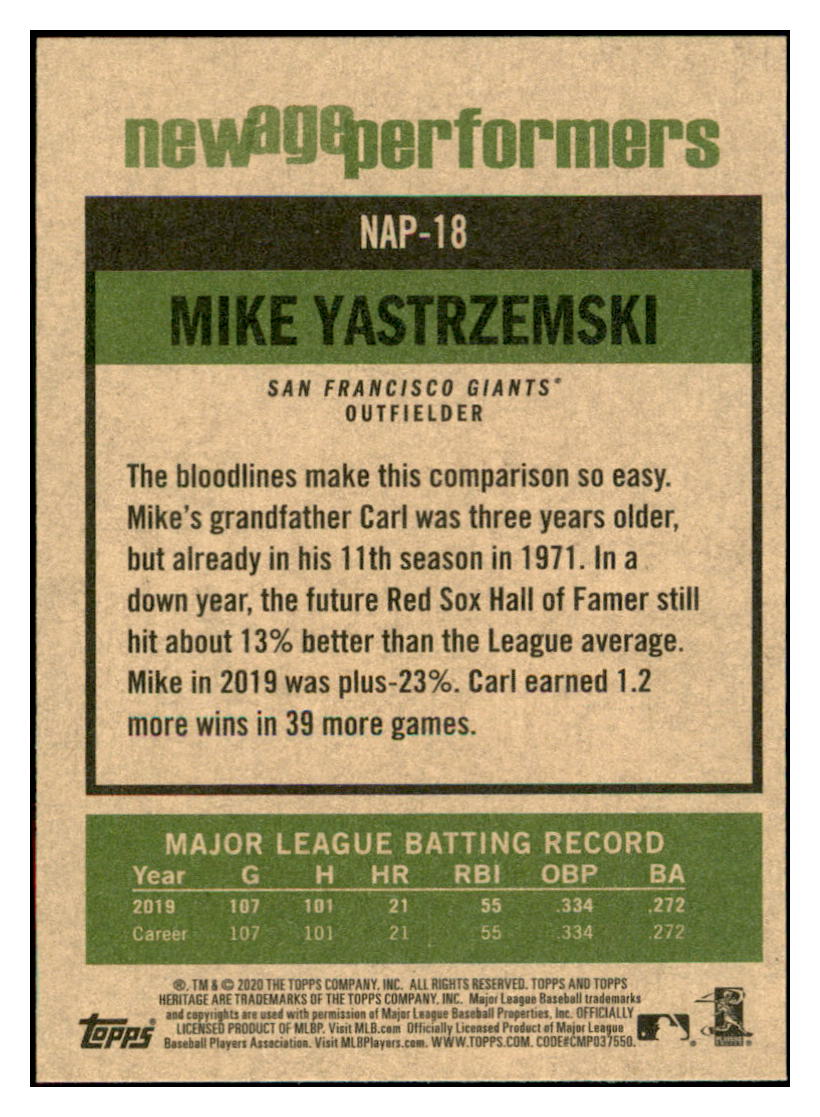 newageperformers
NAP-18
MIKE YASTRZEMSKI
SAN FRANCISCO GIANTS®
OUTFIELDER
The bloodlines make this comparison so easy.
Mike's grandfather Carl was three years older,
but already in his 11th season in 1971. In a
down year, the future Red Sox Hall of Famer still
hit about 13% better than the League average.
Mike in 2019 was plus-23%. Carl earned 1.2
more wins in 39 more games.
MAJOR LEAGUE BATTING RECORD
Year G H HR RBI OBP BA
2019 107 101 21 55 .334 .272
Career 107 101 21 55 .334 .272
®, TM & © 2020 THE TOPPS COMPANY, INC. ALL RIGHTS RESERVED. TOPPS AND TOPPS
HERITAGE ARE TRADEMARKS OF THE TOPPS COMPANY, INC. Major League Baseball trademarks
and copyrights are used with permission of Major League Baseball Properties, Inc. OFFICIALLY
LICENSED PRODUCT OF MLBP. Visit MLB.com Officially Licensed Product of Major League
Baseball Players Association. Visit MLBPlayers.com. WWW.TOPPS.COM. CODE#CMP037550.
Topps